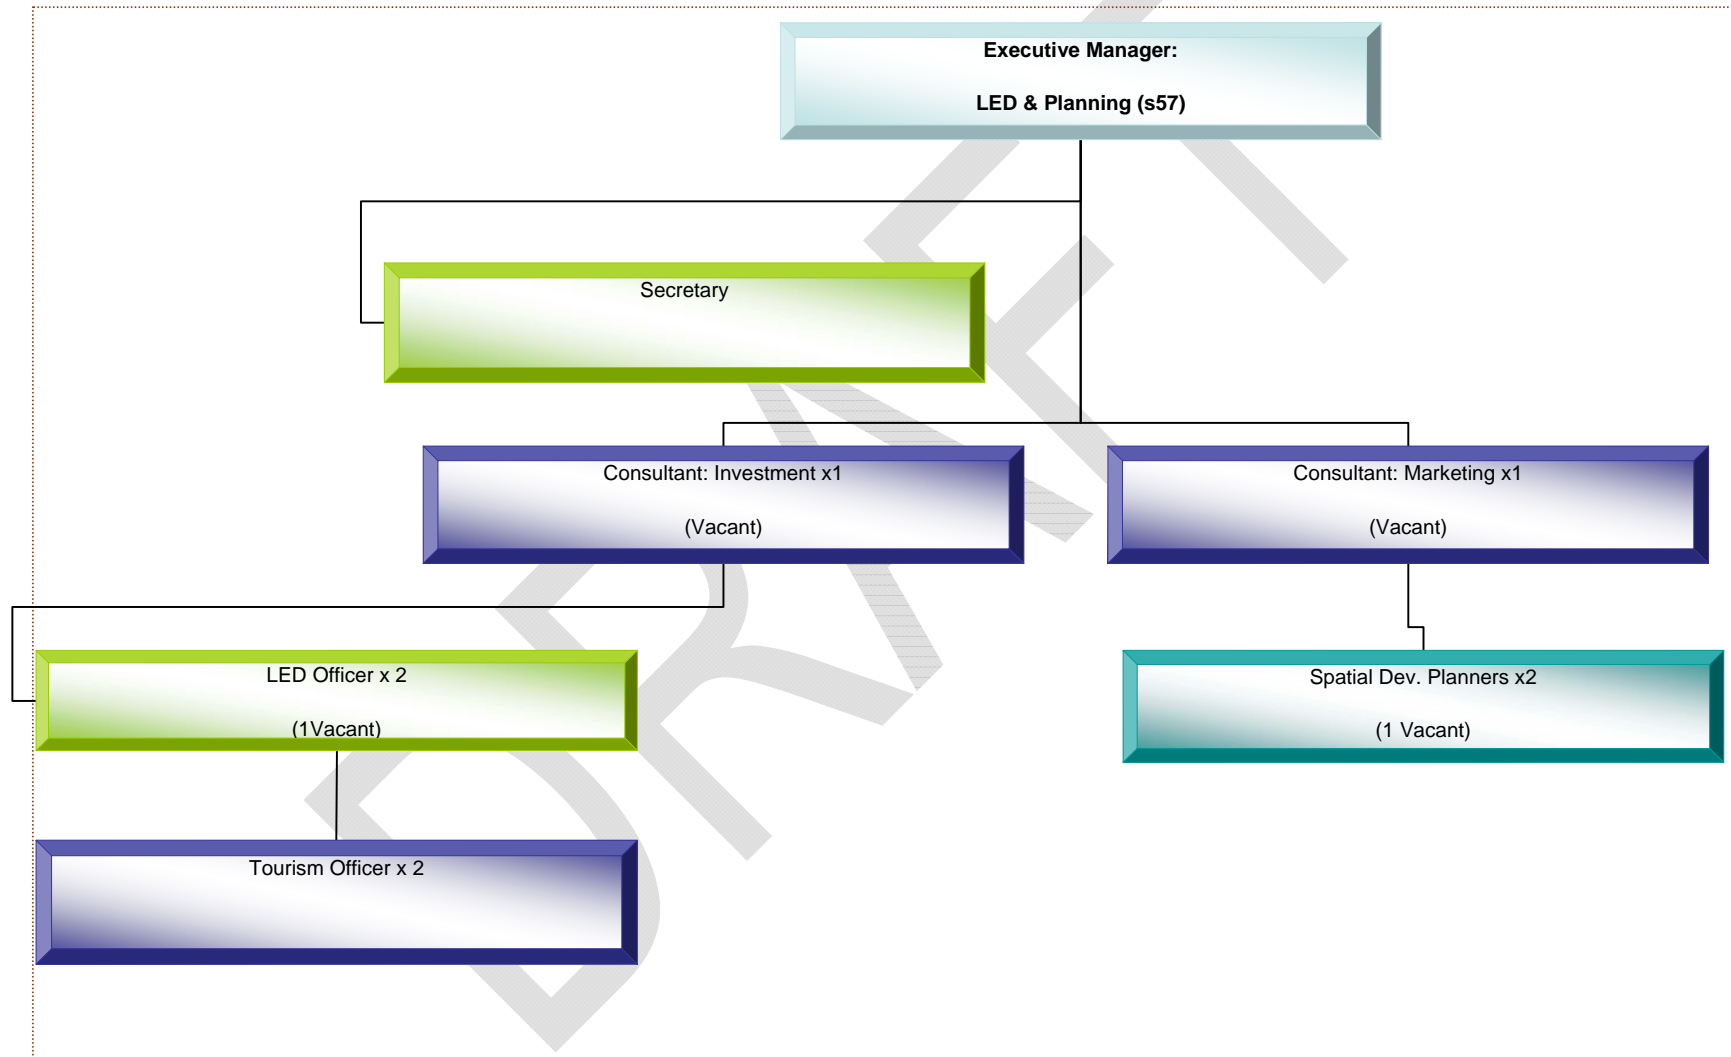 Executive Manager:
LED & Planning (s57)
Secretary
Consultant: Investment x1
(Vacant)
Consultant: Marketing x1
(Vacant)
LED Officer x 2
(1Vacant)
Spatial Dev. Planners x2
(1 Vacant)
Tourism Officer x 2
DRAFT